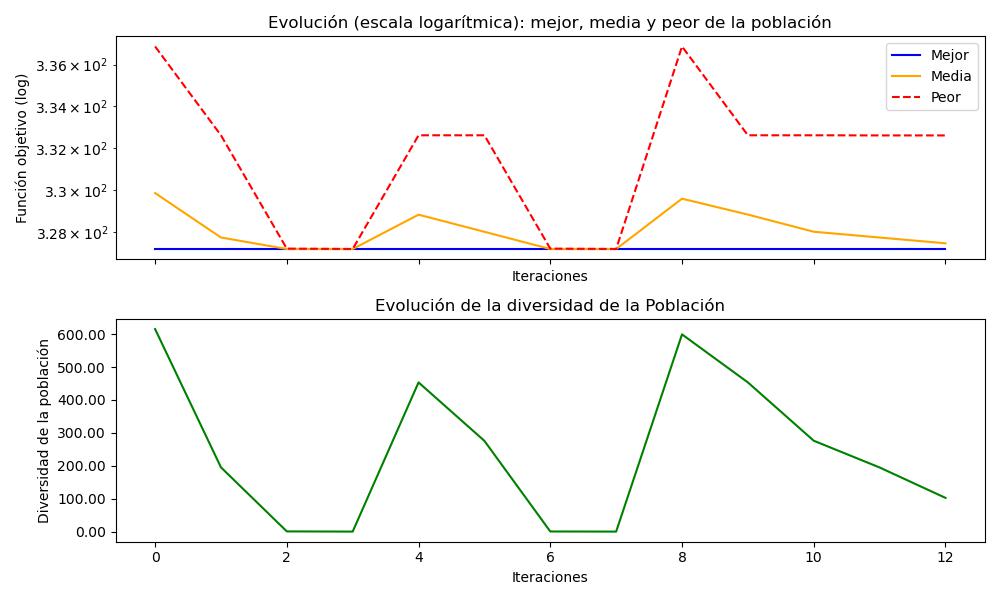 Evolución (escala logarítmica): mejor, media y peor de la población
Función objetivo (log)
3.36 × 10²
3.34 × 10²
3.32 × 10²
3.3 × 10²
3.28 × 10²
Mejor
Media
Peor
Iteraciones
Evolución de la diversidad de la Población
Diversidad de la población
600.00
500.00
400.00
300.00
200.00
100.00
0.00
0 2 4 6 8 10 12
Iteraciones